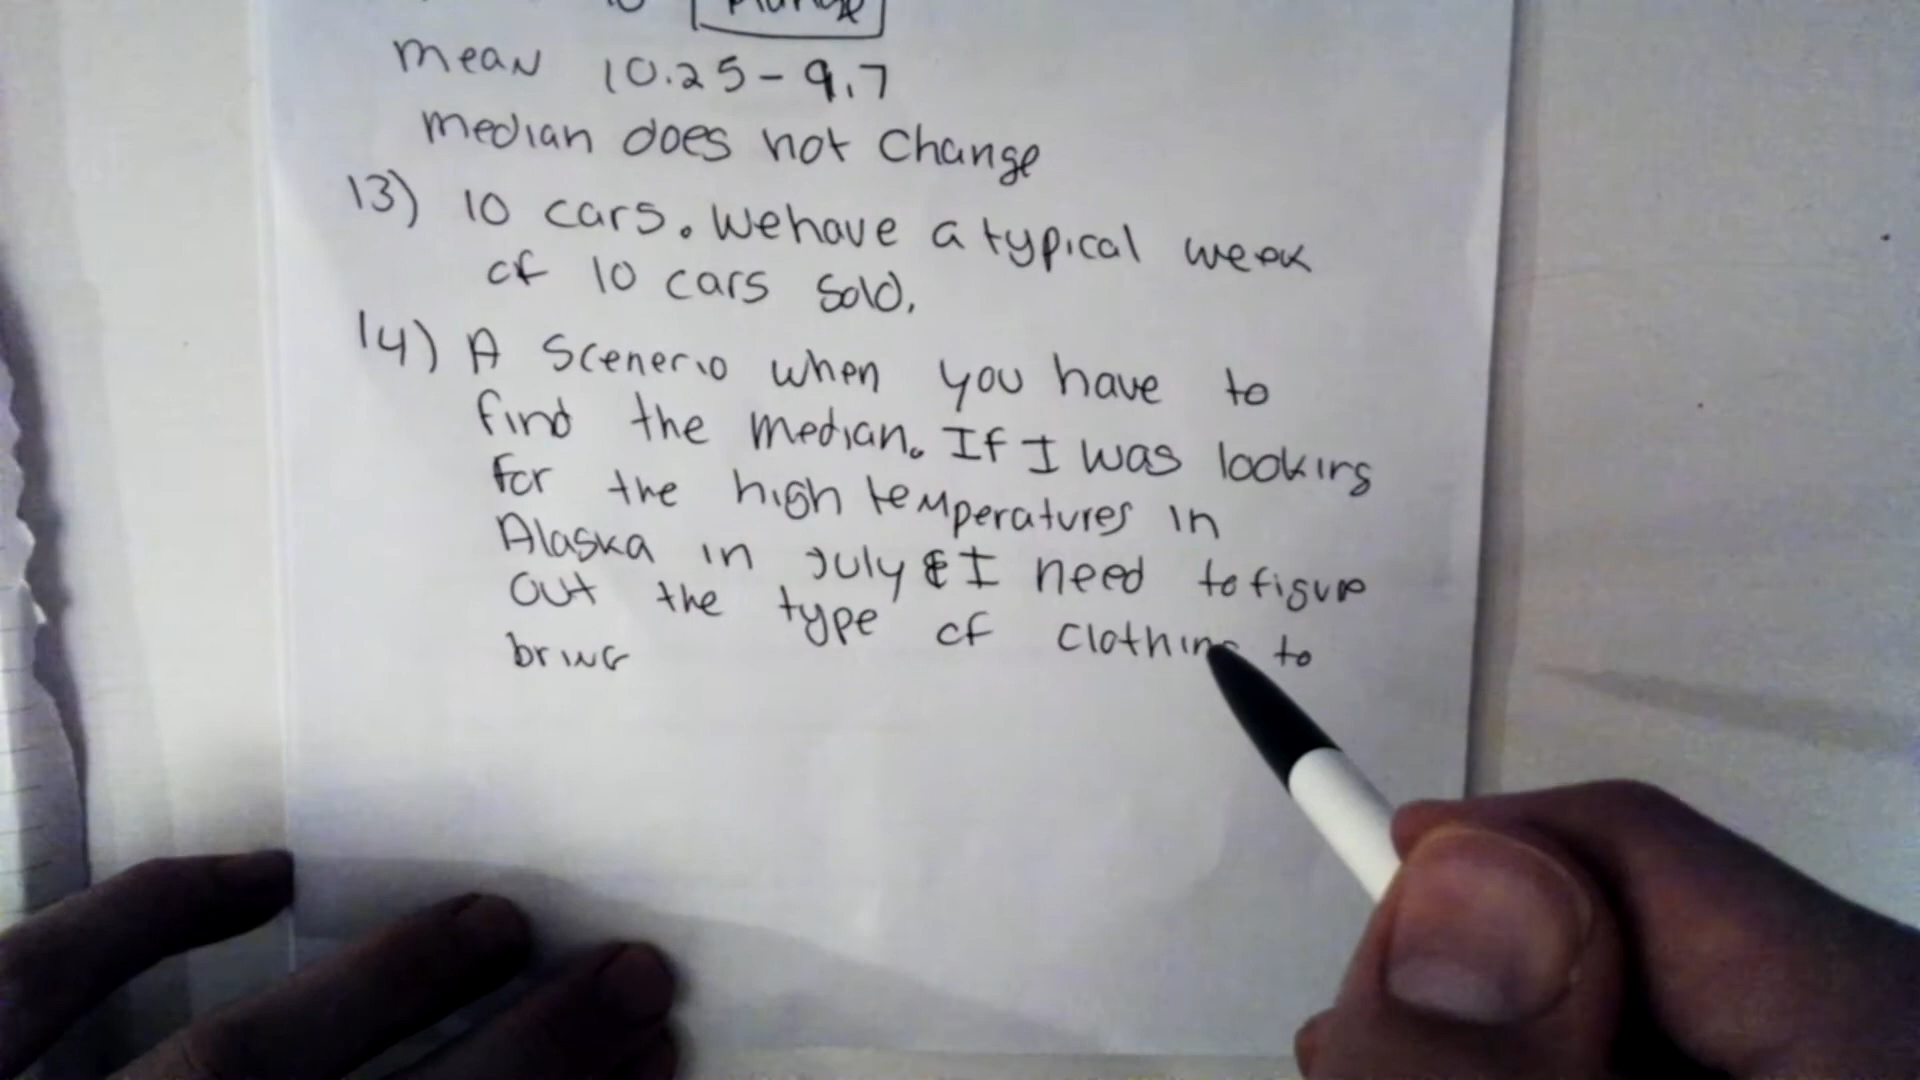 mean 10.25 - 9.7
median does not change
13) 10 cars. We have a typical week
of 10 cars sold.
14) A Scenerio when you have to
find the median. If I was looking
for the high temperatures in
Alaska in July & I need to figure
out the type of clothing to
bring